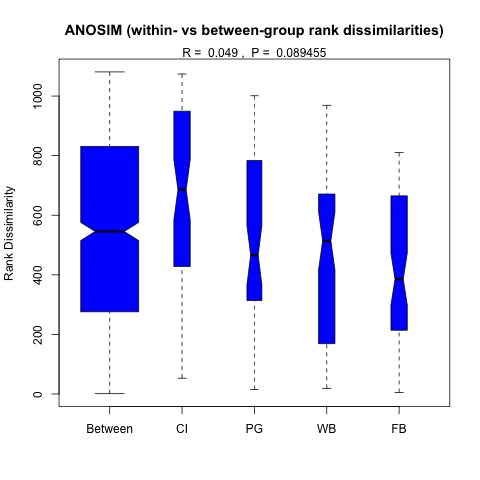 ANOSIM (within- vs between-group rank dissimilarities)
R = 0.049 , P = 0.089455
Rank Dissimilarity
1000
800
600
400
200
0
Between CI PG WB FB